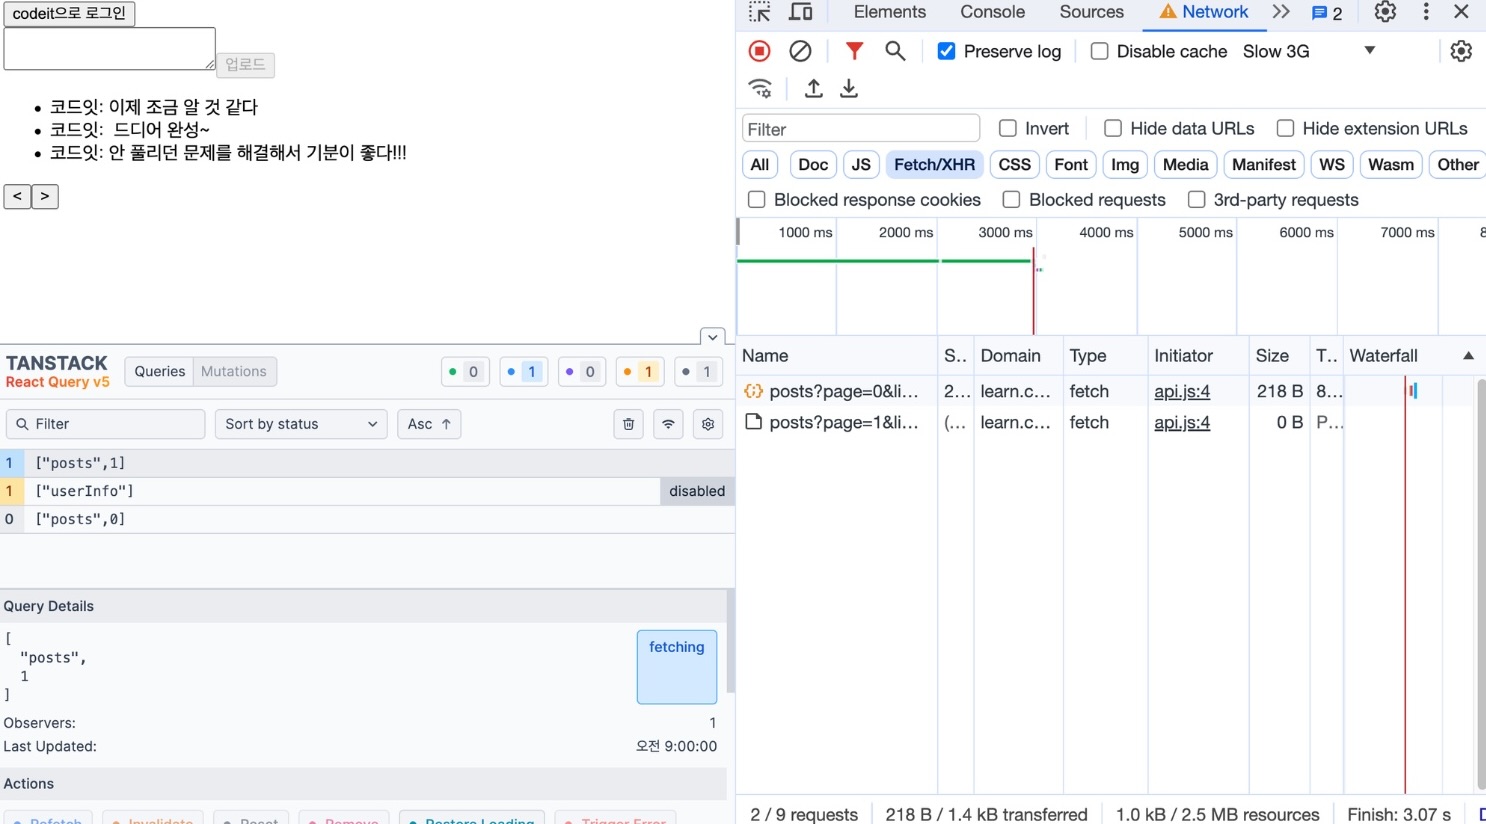 codeit으로 로그인
업로드
코드잇: 이제 조금 알 것 같다
코드잇:  드디어 완성~
코드잇: 안 풀리던 문제를 해결해서 기분이 좋다!!!
< >
TANSTACK
React Query v5
Queries Mutations
0 1 0 1 1
Filter Sort by status Asc ↑
1 ["posts",1]
1 ["userInfo"] disabled
0 ["posts",0]
Query Details
[
"posts",
1
]
fetching
Observers: 1
Last Updated: 오전 9:00:00
Actions
Refetch Invalidate Reset Remove Restore Loading Trigger Error
Elements Console Sources Network 2
Preserve log Disable cache Slow 3G
Filter Invert Hide data URLs Hide extension URLs
All Doc JS Fetch/XHR CSS Font Img Media Manifest WS Wasm Other
Blocked response cookies Blocked requests 3rd-party requests
1000 ms 2000 ms 3000 ms 4000 ms 5000 ms 6000 ms 7000 ms 8
Name S.. Domain Type Initiator Size T.. Waterfall
posts?page=0&li... 2... learn.c... fetch api.js:4 218 B 8...
posts?page=1&li... (... learn.c... fetch api.js:4 0 B P...
2 / 9 requests 218 B / 1.4 kB transferred 1.0 kB / 2.5 MB resources Finish: 3.07 s